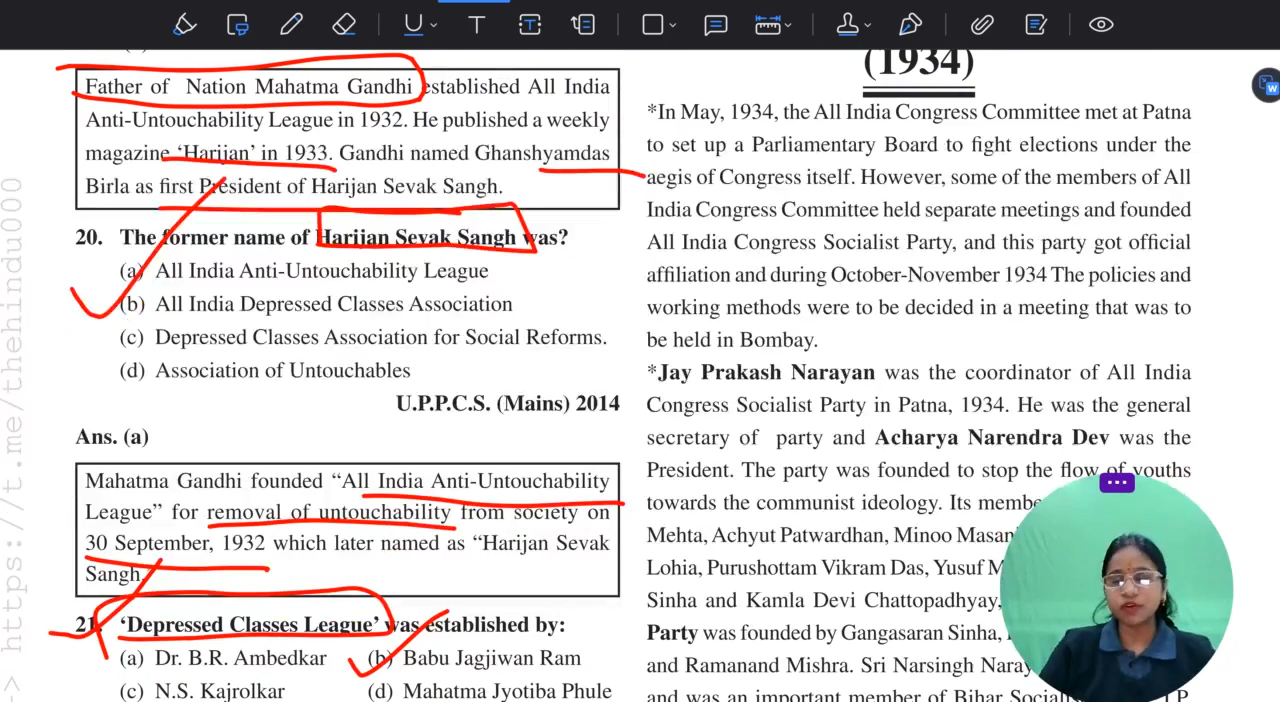 Father of Nation Mahatma Gandhi established All India
Anti-Untouchability League in 1932. He published a weekly
magazine ‘Harijan’ in 1933. Gandhi named Ghanshyamdas
Birla as first President of Harijan Sevak Sangh.
20. The former name of Harijan Sevak Sangh was?
(a) All India Anti-Untouchability League
(b) All India Depressed Classes Association
(c) Depressed Classes Association for Social Reforms.
(d) Association of Untouchables
U.P.P.C.S. (Mains) 2014
Ans. (a)
Mahatma Gandhi founded “All India Anti-Untouchability
League” for removal of untouchability from society on
30 September, 1932 which later named as “Harijan Sevak
Sangh.
21. ‘Depressed Classes League’ was established by:
(a) Dr. B.R. Ambedkar (b) Babu Jagjiwan Ram
(c) N.S. Kajrolkar (d) Mahatma Jyotiba Phule
(1934)
*In May, 1934, the All India Congress Committee met at Patna
to set up a Parliamentary Board to fight elections under the
aegis of Congress itself. However, some of the members of All
India Congress Committee held separate meetings and founded
All India Congress Socialist Party, and this party got official
affiliation and during October-November 1934 The policies and
working methods were to be decided in a meeting that was to
be held in Bombay.
*Jay Prakash Narayan was the coordinator of All India
Congress Socialist Party in Patna, 1934. He was the general
secretary of party and Acharya Narendra Dev was the
President. The party was founded to stop the flow of youths
towards the communist ideology. Its
Mehta, Achyut Patwardhan, Minoo
Lohia, Purushottam Vikram Das, Yusuf
Sinha and Kamla Devi Chattopadhyay,
Party was founded by Gangasaran Sinha,
and Ramanand Mishra. Sri Narsingh
and was an important member of Bihar
--> https://t.me/thehindu000